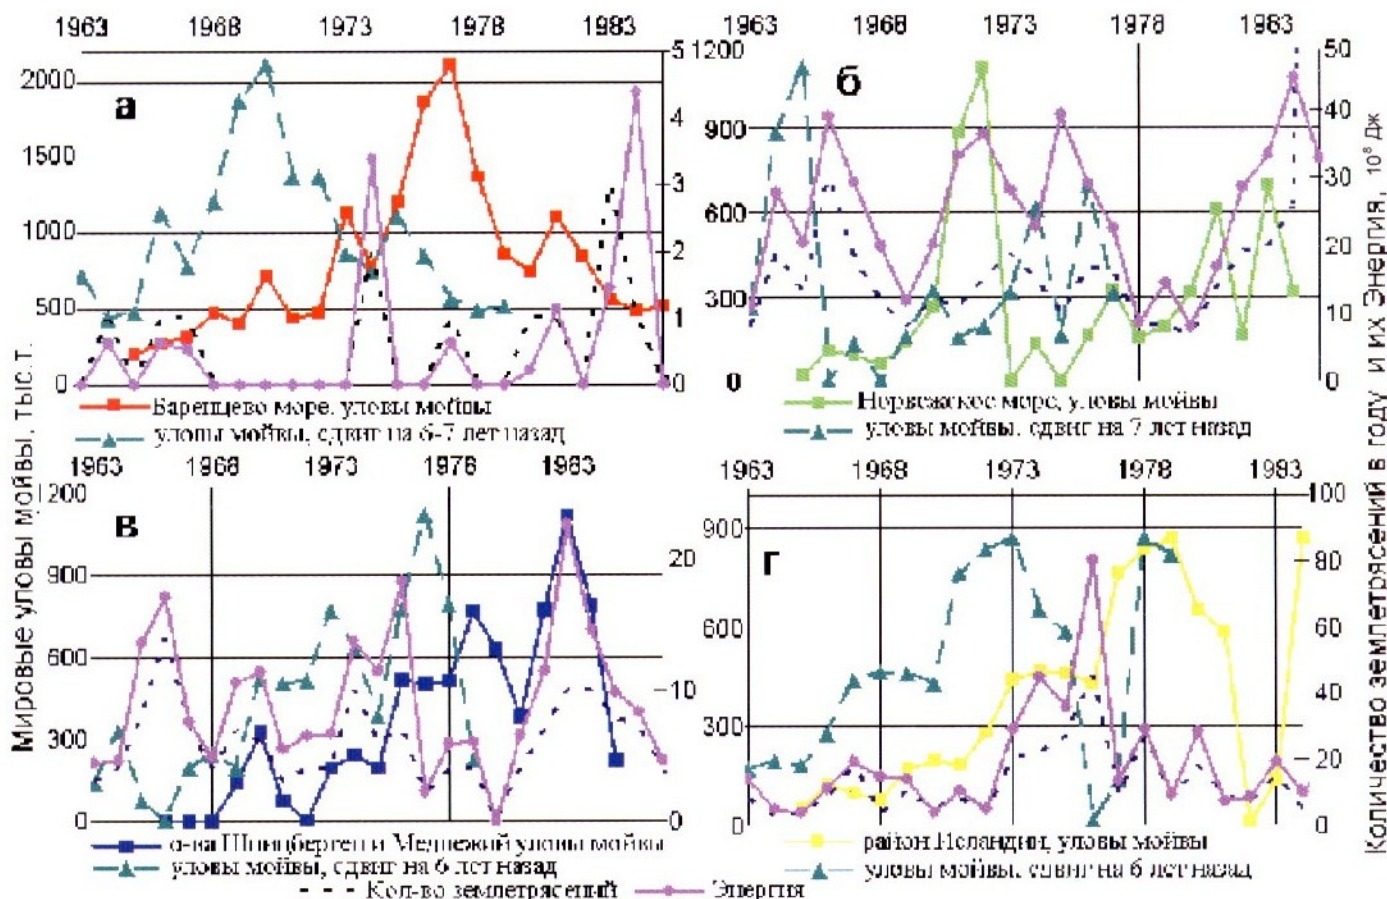 1963 1968 1973 1978 1983
1963 1968 1973 1978 1983
а
б
2000
1500
1000
500
0
5
4
3
2
1
0
1200
900
600
300
0
50
40
30
20
10
0
Баренцево море, уловы мойвы
уловы мойвы, сдвиг на 6-7 лет назад
Норвежское море, уловы мойвы
уловы мойвы, сдвиг на 7 лет назад
1963 1968 1973 1978 1983
1963 1968 1973 1978 1983
в
г
1200
900
600
300
0
20
10
0
900
600
300
0
100
80
60
40
20
0
о-ва Шпицберген и Медвежий уловы мойвы
уловы мойвы, сдвиг на 6 лет назад
район Исландии, уловы мойвы
уловы мойвы, сдвиг на 6 лет назад
Кол-во землетрясений Энергия
Мировые уловы мойвы, тыс.т.
Количество землетрясений в году и их Энергия, 10⁸ Дж